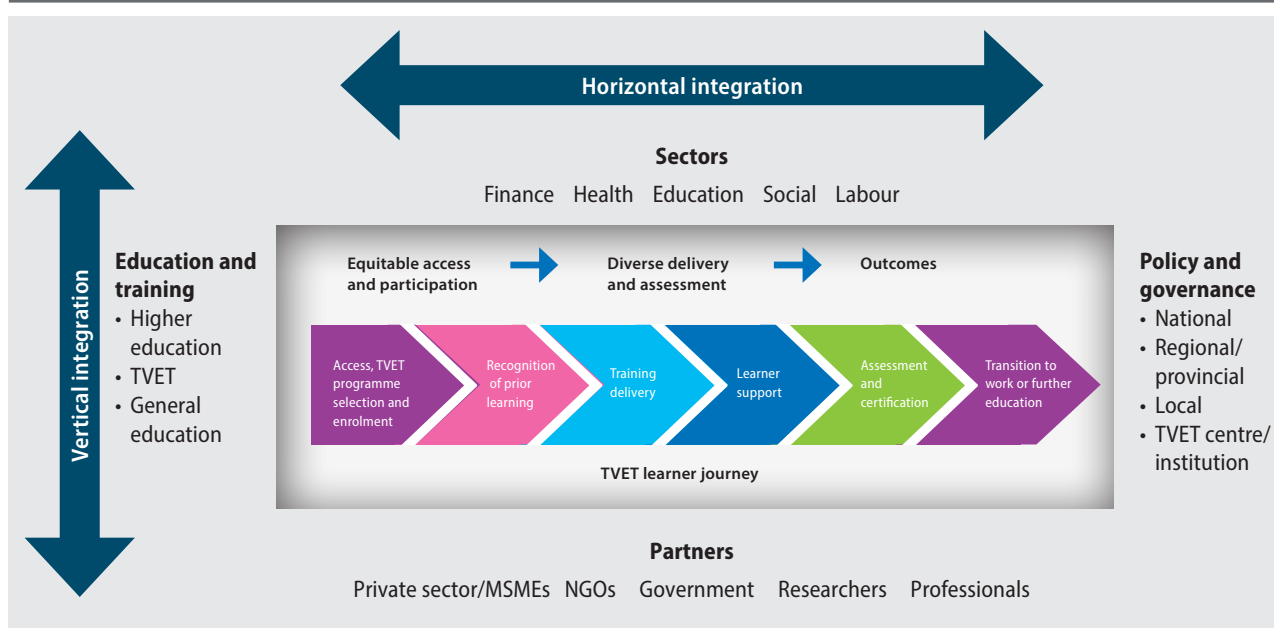 Horizontal integration
Sectors
Finance Health Education Social Labour
Vertical integration
Education and
training
• Higher
education
• TVET
• General
education
Equitable access
and participation
Diverse delivery
and assessment
Outcomes
Access, TVET
programme
selection and
enrolment
Recognition
of prior
learning
Training
delivery
Learner
support
Assessment
and
certification
Transition to
work or further
education
TVET learner journey
Policy and
governance
• National
• Regional/
provincial
• Local
• TVET centre/
institution
Partners
Private sector/MSMEs NGOs Government Researchers Professionals